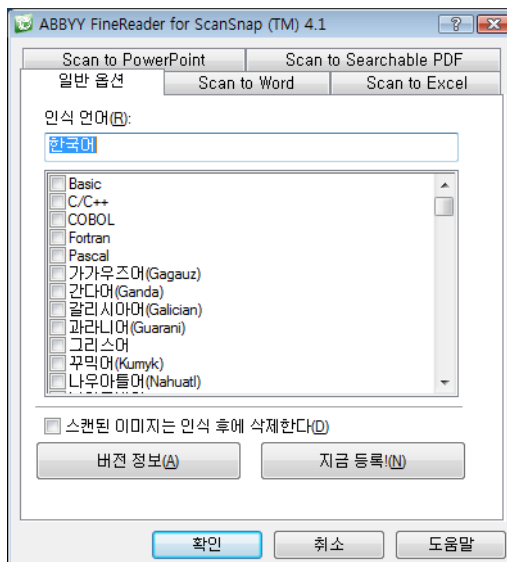 ABBYY FineReader for ScanSnap (TM) 4.1
Scan to PowerPoint Scan to Searchable PDF
일반 옵션 Scan to Word Scan to Excel
인식 언어(R):
한국어
Basic
C/C++
COBOL
Fortran
Pascal
가가우즈어(Gagauz)
간다어(Ganda)
갈리시아어(Galician)
과라니어(Guarani)
그리스어
꾸믹어(Kumyk)
나우아틀어(Nahuatl)
스캔된 이미지는 인식 후에 삭제한다(D)
버전 정보(A) 지금 등록!(N)
확인 취소 도움말